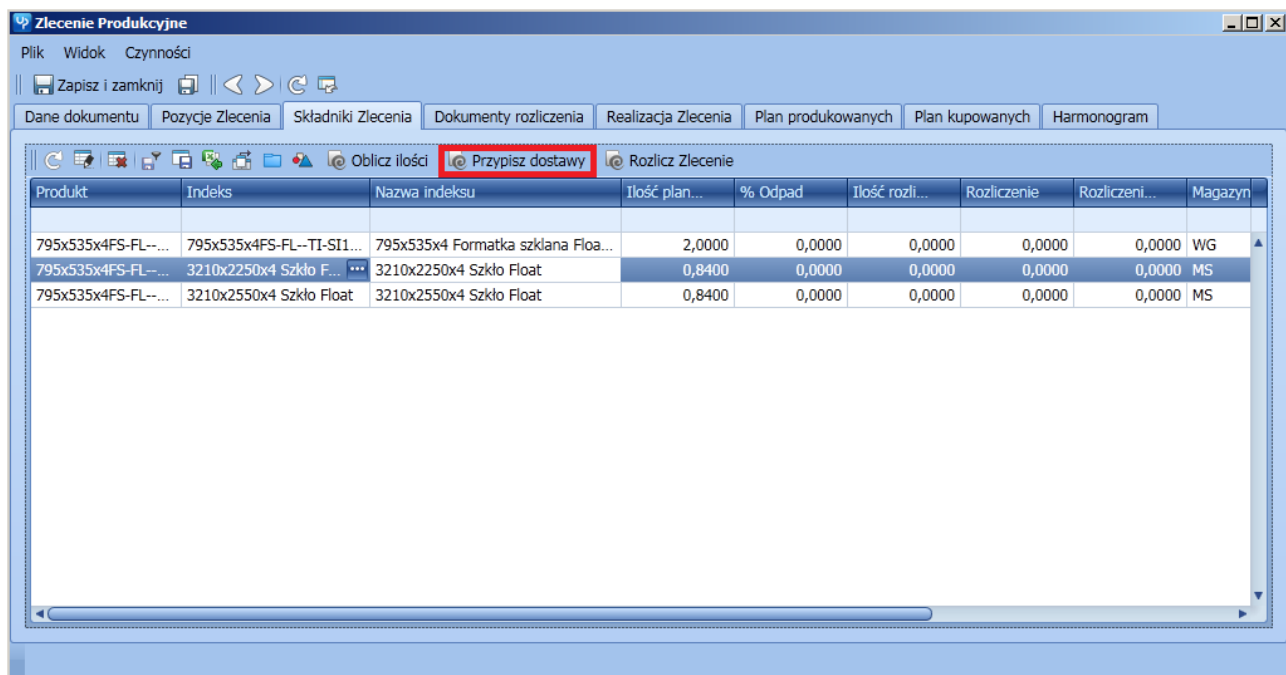 Zlecenie Produkcyjne
Plik Widok Czynności
Zapisz i zamknij
Dane dokumentu Pozycje Zlecenia Składniki Zlecenia Dokumenty rozliczenia Realizacja Zlecenia Plan produkowanych Plan kupowanych Harmonogram
Oblicz ilości Przypisz dostawy Rozlicz Zlecenie
Produkt Indeks Nazwa indeksu Ilość plan... % Odpad Ilość rozli... Rozliczenie Rozliczeni... Magazyn
795x535x4FS-FL--... 795x535x4FS-FL--TI-SI1... 795x535x4 Formatka szklana Floa... 2,0000 0,0000 0,0000 0,0000 0,0000 WG
795x535x4FS-FL--... 3210x2250x4 Szkło F... 3210x2250x4 Szkło Float 0,8400 0,0000 0,0000 0,0000 0,0000 MS
795x535x4FS-FL--... 3210x2550x4 Szkło Float 3210x2550x4 Szkło Float 0,8400 0,0000 0,0000 0,0000 0,0000 MS